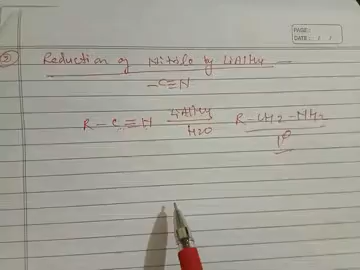 PAGE:
DATE: / /
② Reduction of Nitrile by LiAlH4 —
—C≡N
R—C≡N LiAlH4 R—CH2—NH2
H2O 1°